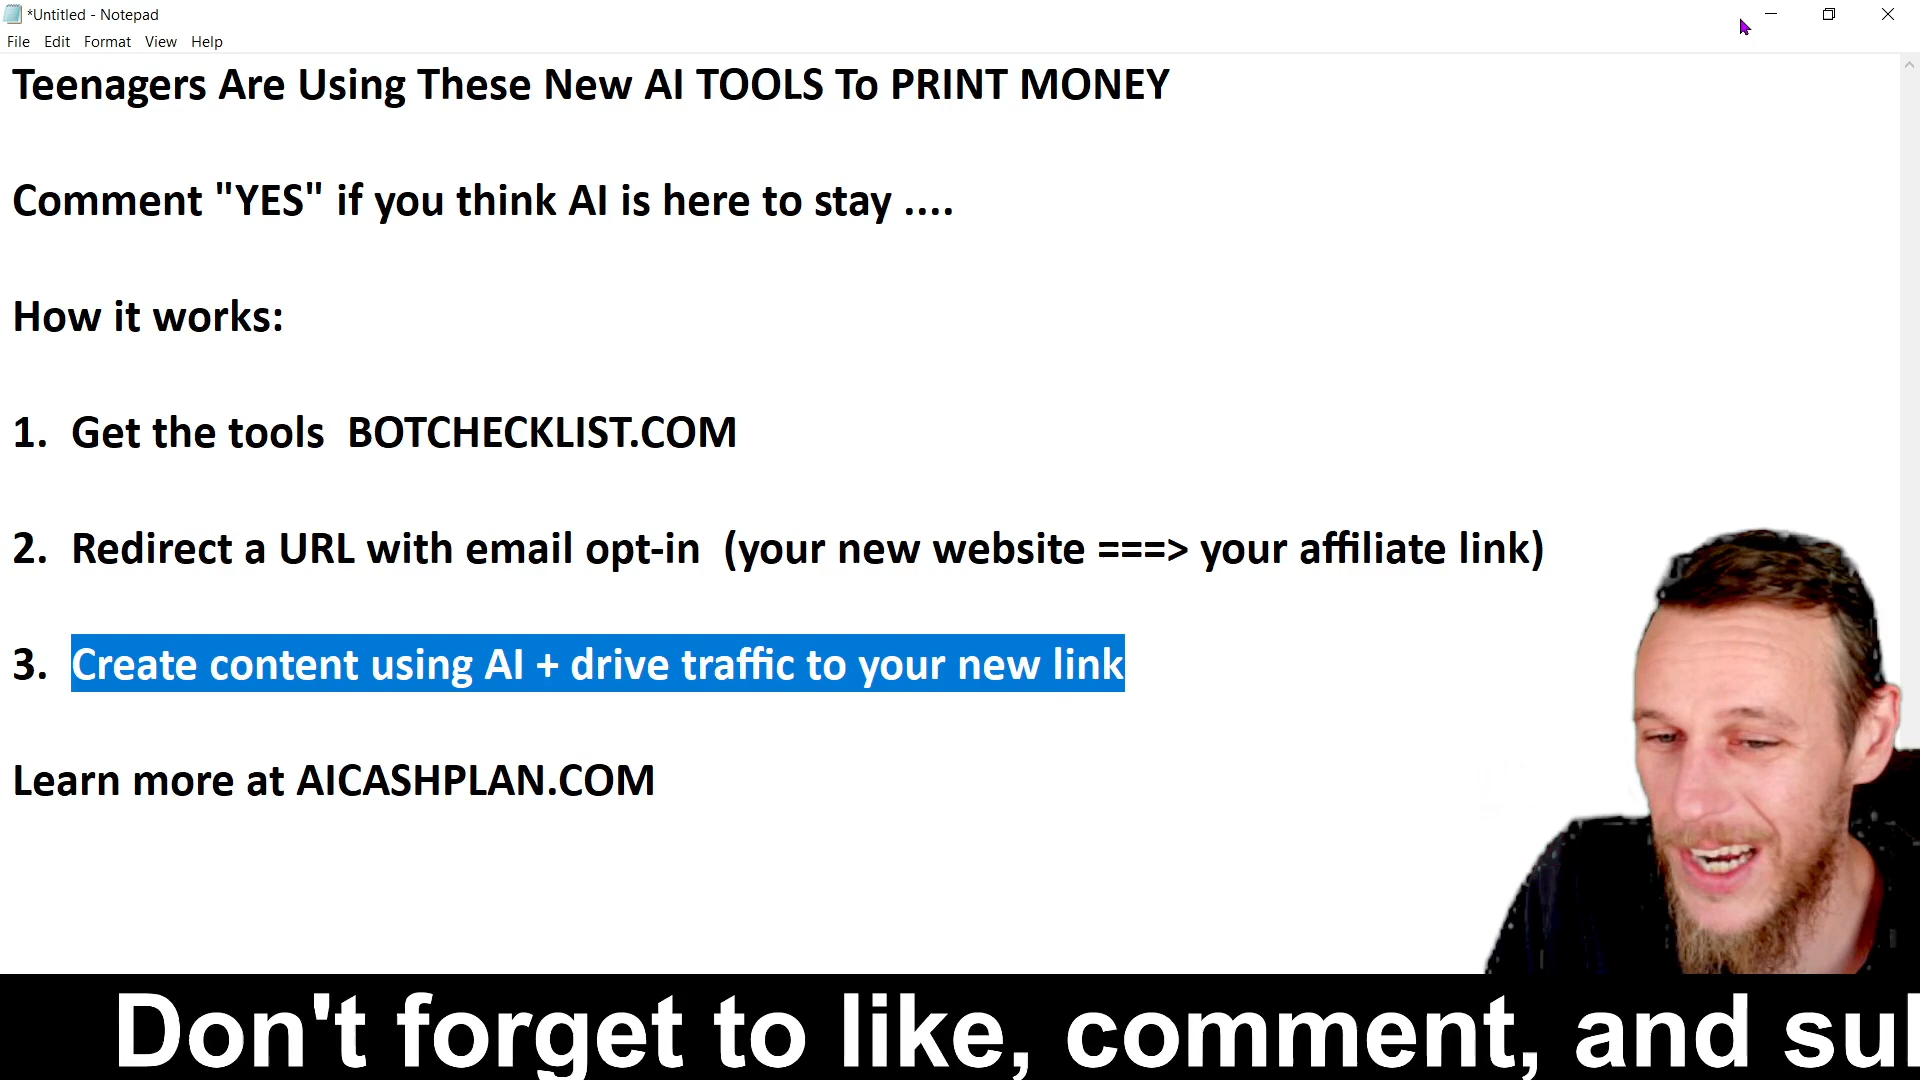 *Untitled - Notepad
File Edit Format View Help
Teenagers Are Using These New AI TOOLS To PRINT MONEY
Comment "YES" if you think AI is here to stay ....
How it works:
1. Get the tools BOTCHECKLIST.COM
2. Redirect a URL with email opt-in (your new website ===> your affiliate link)
3. Create content using AI + drive traffic to your new link
Learn more at AICASHPLAN.COM
Don't forget to like, comment, and